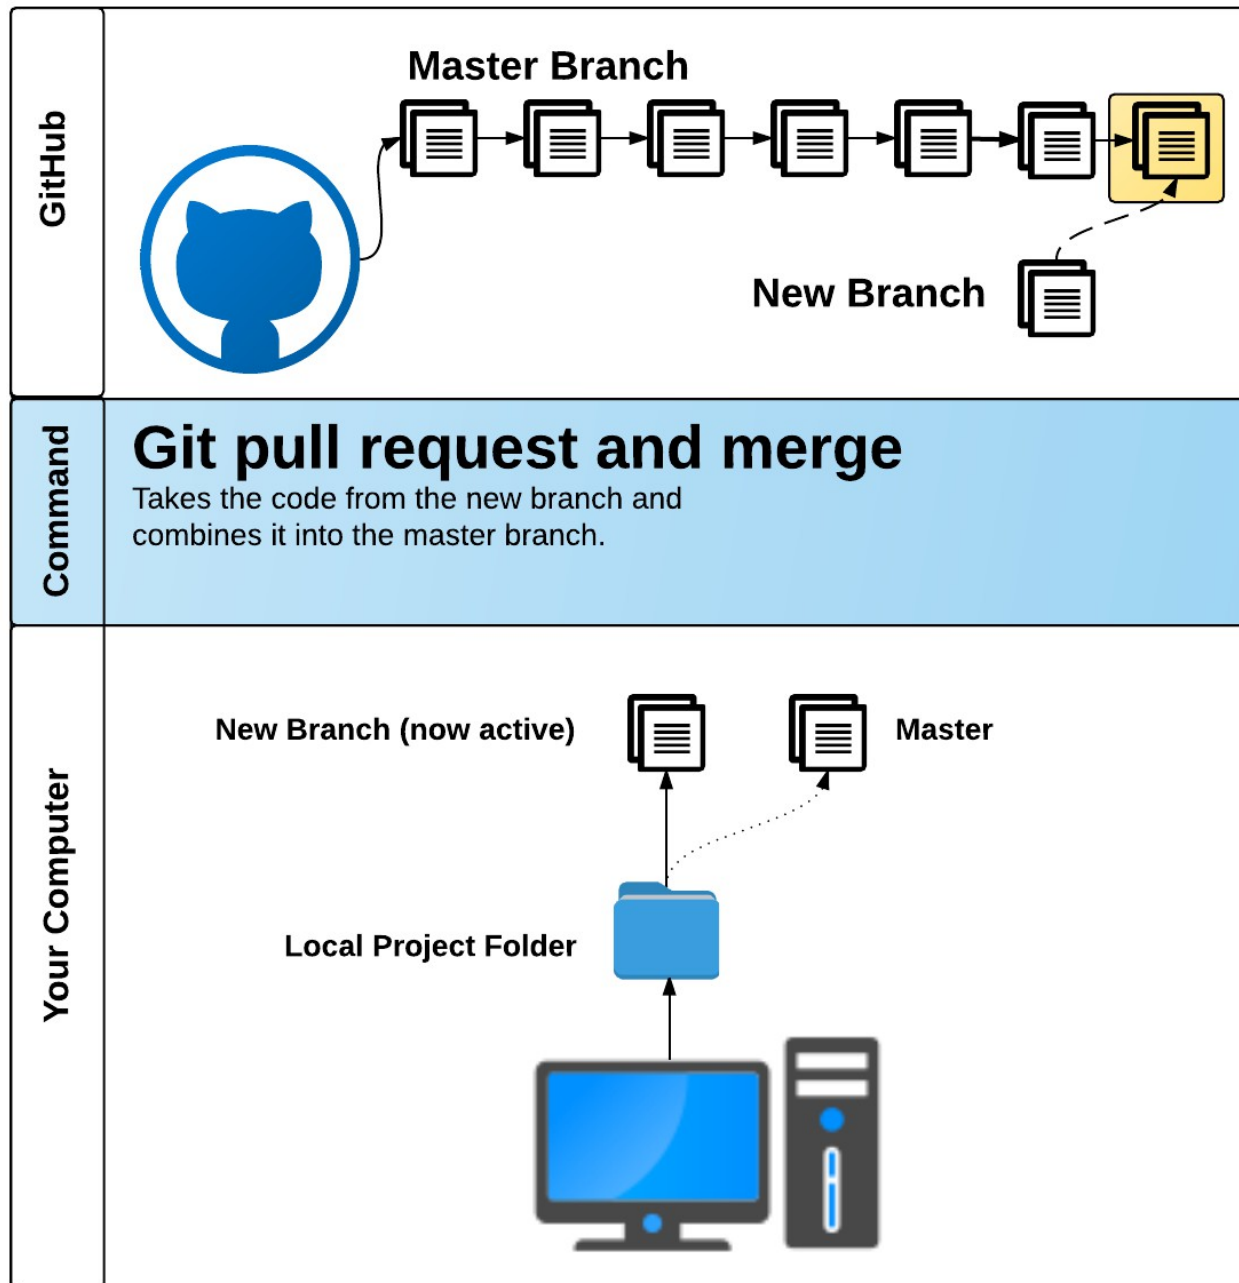 GitHub
Master Branch
New Branch
Command
Git pull request and merge
Takes the code from the new branch and
combines it into the master branch.
Your Computer
New Branch (now active)
Master
Local Project Folder